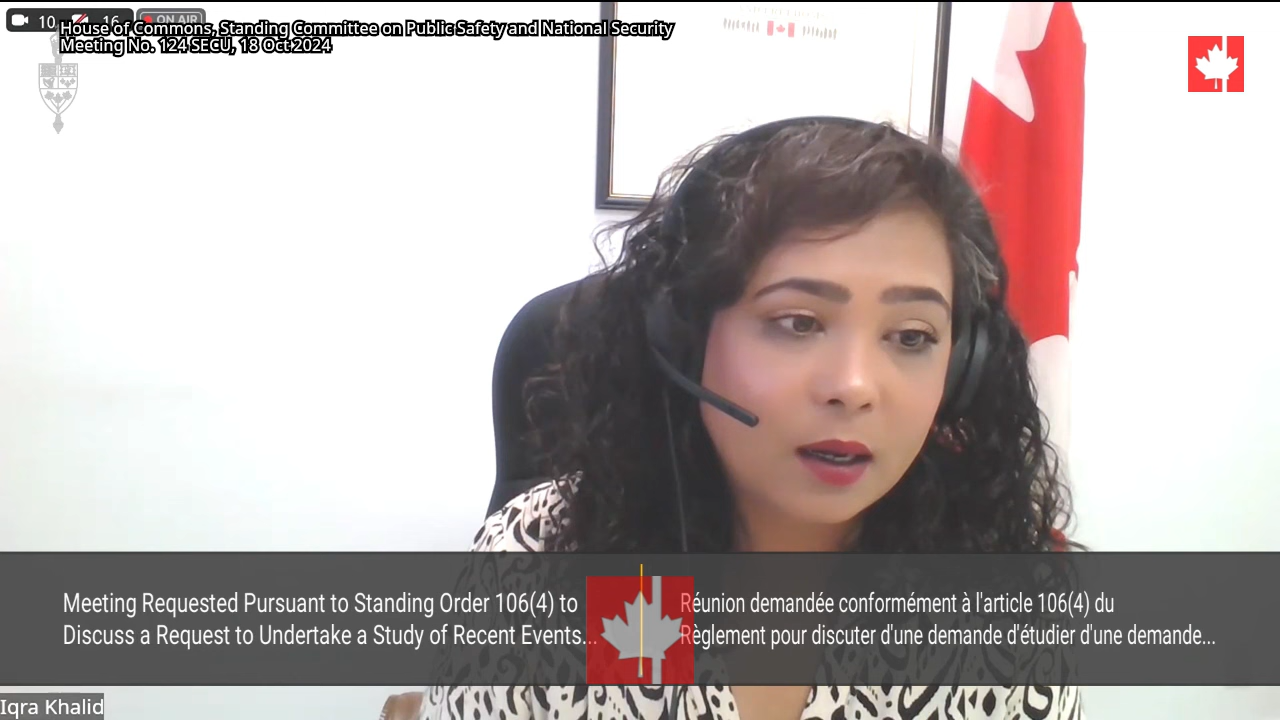 10 16 ON AIR
House of Commons, Standing Committee on Public Safety and National Security
Meeting No. 124 SECU, 18 Oct 2024
Meeting Requested Pursuant to Standing Order 106(4) to
Discuss a Request to Undertake a Study of Recent Events...
Réunion demandée conformément à l'article 106(4) du
Règlement pour discuter d'une demande d'étudier d'une demande...
Iqra Khalid